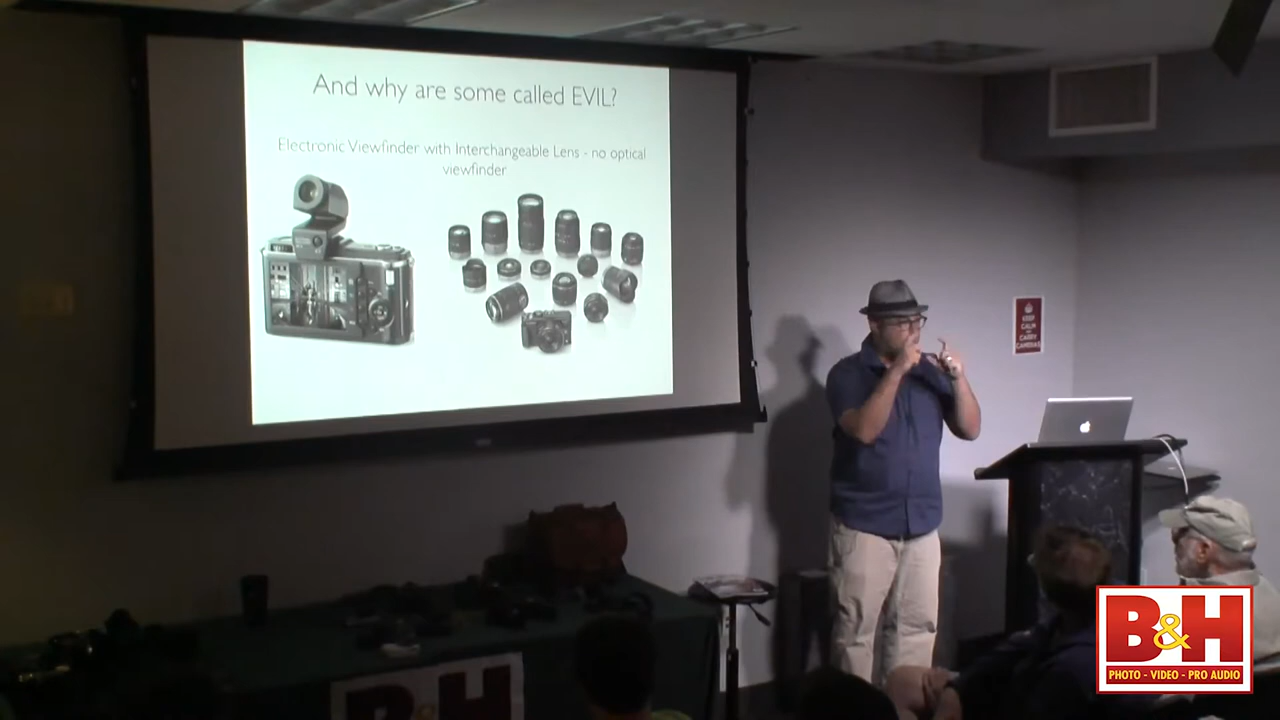 And why are some called EVIL?
Electronic Viewfinder with Interchangeable Lens - no optical
viewfinder
KEEP
CALM
CARRY
CAMERAS
B&H
PHOTO - VIDEO - PRO AUDIO
B&H